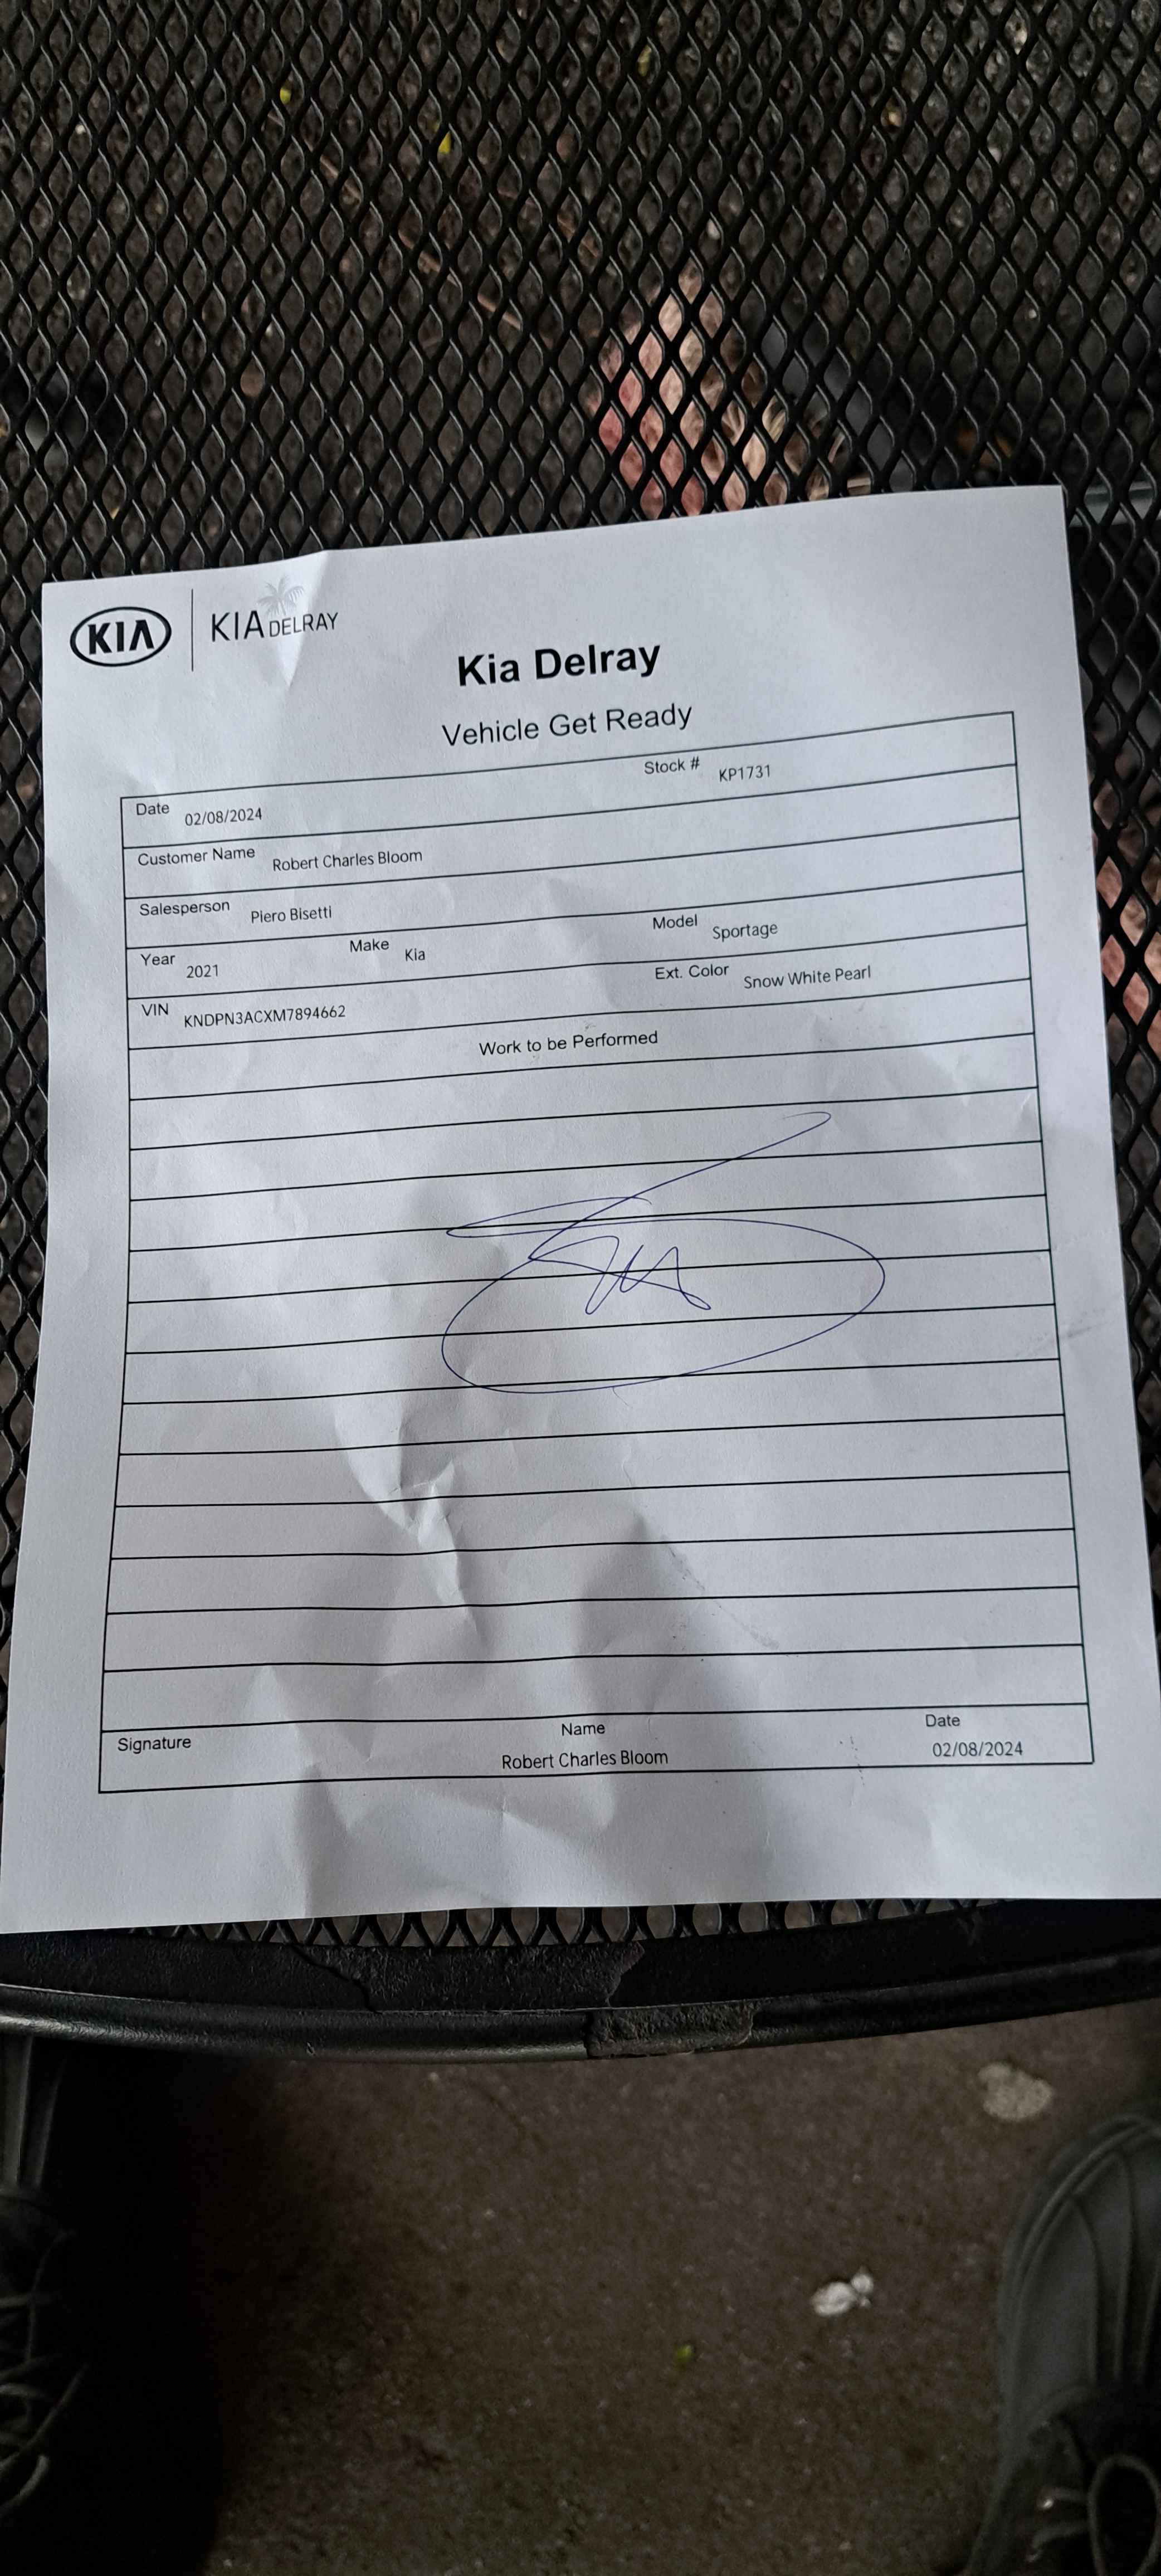 KIA KIA DELRAY
Kia Delray
Vehicle Get Ready
Date 02/08/2024 Stock # KP1731
Customer Name Robert Charles Bloom
Salesperson Piero Bisetti
Year 2021 Make Kia Model Sportage
VIN KNDPN3ACXM7894662 Ext. Color Snow White Pearl
Work to be Performed
Signature Name Date
Robert Charles Bloom 02/08/2024